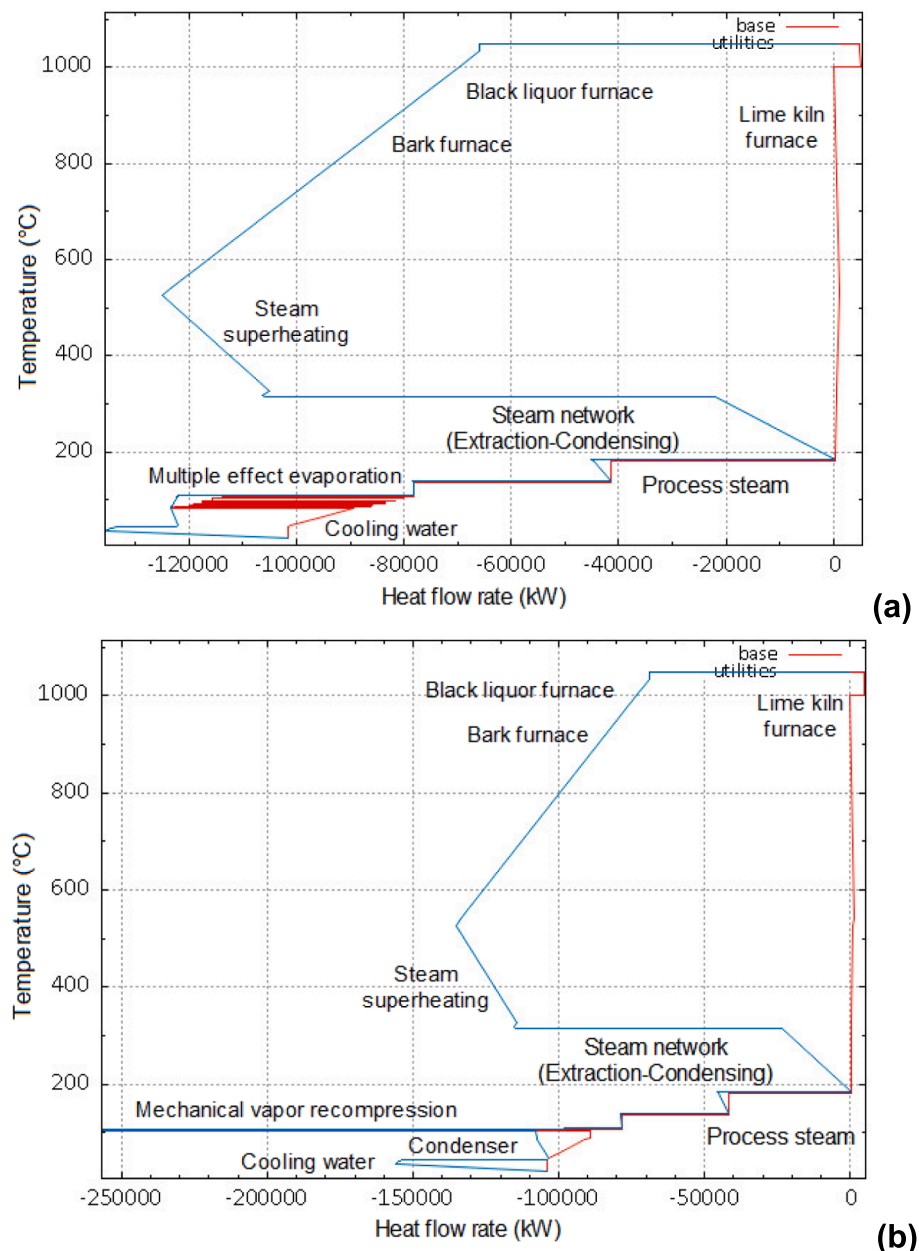 base
utilities
1000
Black liquor furnace
Lime kiln
furnace
Bark furnace
800
Temperature (°C)
600
Steam
superheating
400
Steam network
(Extraction-Condensing)
200
Multiple effect evaporation
Process steam
Cooling water
-120000 -100000 -80000 -60000 -40000 -20000 0
Heat flow rate (kW)
(a)
base
utilities
1000
Black liquor furnace
Lime kiln
furnace
Bark furnace
800
Temperature (°C)
600
Steam
superheating
400
Steam network
(Extraction-Condensing)
200
Mechanical vapor recompression
Process steam
Condenser
Cooling water
-250000 -200000 -150000 -100000 -50000 0
Heat flow rate (kW)
(b)